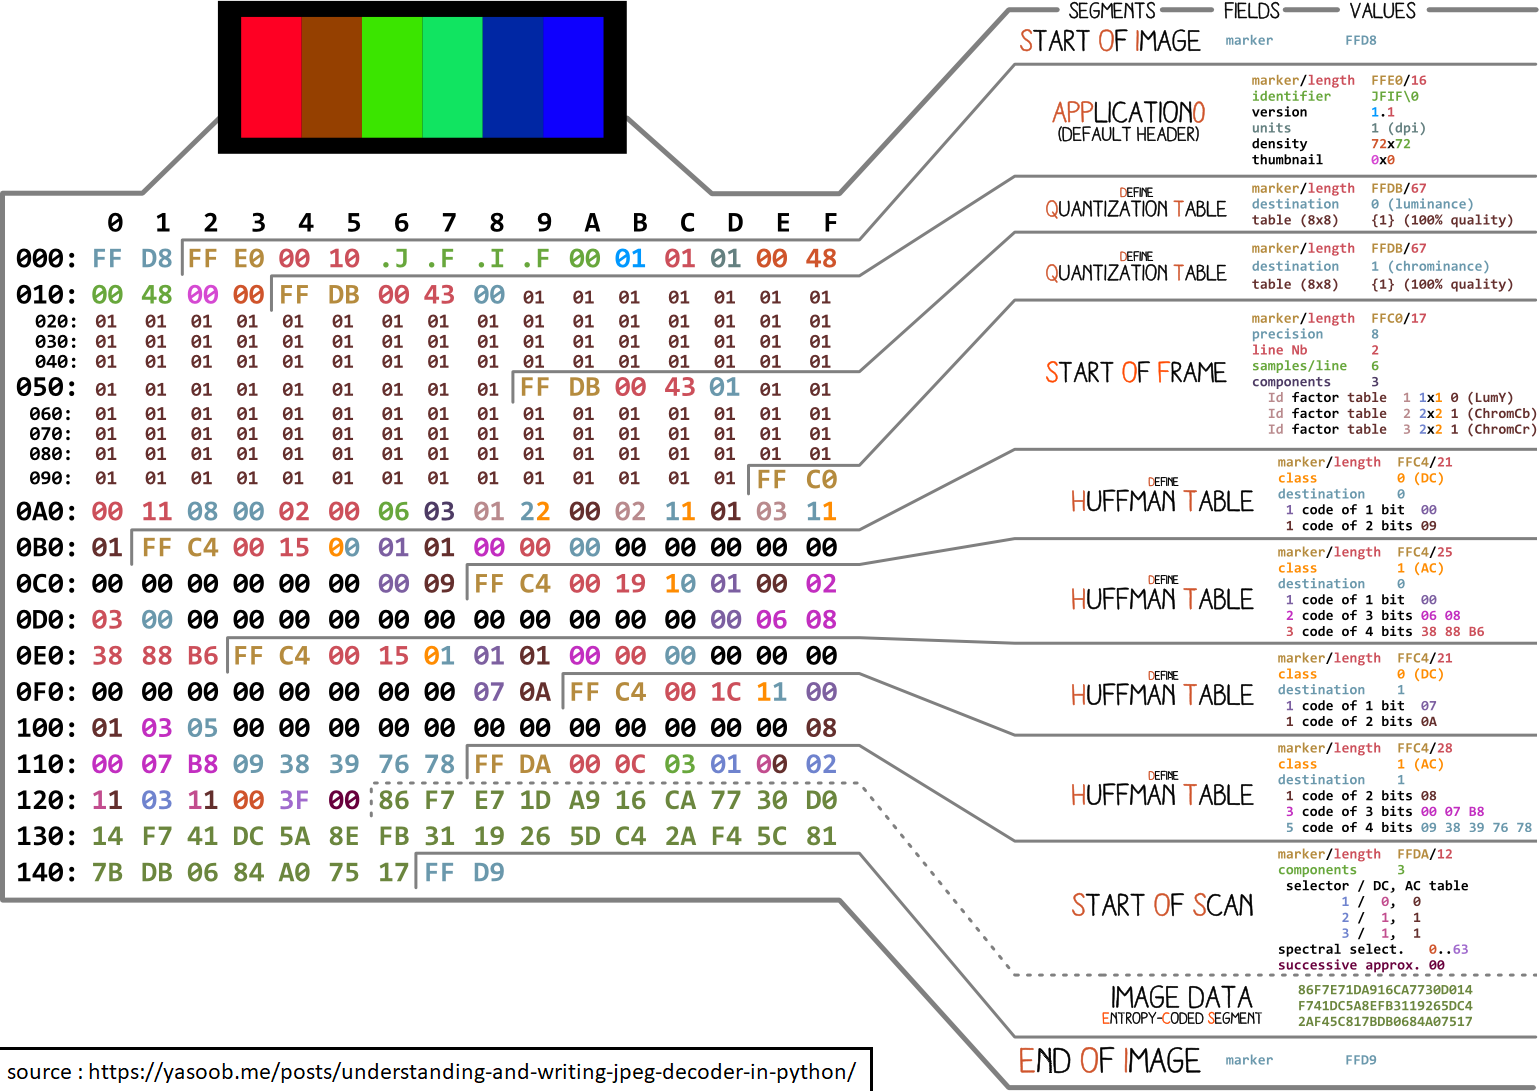 SEGMENTS FIELDS VALUES
START OF IMAGE marker FFD8
APPLICATION0
(DEFAULT HEADER)
marker/length FFE0/16
identifier JFIF\0
version 1.1
units 1 (dpi)
density 72x72
thumbnail 0x0
DEFINE
QUANTIZATION TABLE
marker/length FFDB/67
destination 0 (luminance)
table (8x8) {1} (100% quality)
DEFINE
QUANTIZATION TABLE
marker/length FFDB/67
destination 1 (chrominance)
table (8x8) {1} (100% quality)
START OF FRAME
marker/length FFC0/17
precision 8
line Nb 2
samples/line 6
components 3
Id factor table 1 1x1 0 (LumY)
Id factor table 2 2x2 1 (ChromCb)
Id factor table 3 2x2 1 (ChromCr)
DEFINE
HUFFMAN TABLE
marker/length FFC4/21
class 0 (DC)
destination 0
1 code of 1 bit 00
1 code of 2 bits 09
DEFINE
HUFFMAN TABLE
marker/length FFC4/25
class 1 (AC)
destination 0
1 code of 1 bit 00
2 code of 3 bits 06 08
3 code of 4 bits 38 88 B6
DEFINE
HUFFMAN TABLE
marker/length FFC4/21
class 0 (DC)
destination 1
1 code of 1 bit 07
1 code of 2 bits 0A
DEFINE
HUFFMAN TABLE
marker/length FFC4/28
class 1 (AC)
destination 1
1 code of 2 bits 08
3 code of 3 bits 00 07 B8
5 code of 4 bits 09 38 39 76 78
START OF SCAN
marker/length FFDA/12
components 3
selector / DC, AC table
1 / 0, 0
2 / 1, 1
3 / 1, 1
spectral select. 0..63
successive approx. 00
IMAGE DATA
ENTROPY-CODED SEGMENT
86F7E71DA916CA7730D014
F741DC5A8EFB3119265DC4
2AF45C817BDB0684A07517
END OF IMAGE marker FFD9
0 1 2 3 4 5 6 7 8 9 A B C D E F
000: FF D8 FF E0 00 10 .J .F .I .F 00 01 01 01 00 48
010: 00 48 00 00 FF DB 00 43 00 01 01 01 01 01 01 01
020: 01 01 01 01 01 01 01 01 01 01 01 01 01 01 01 01
030: 01 01 01 01 01 01 01 01 01 01 01 01 01 01 01 01
040: 01 01 01 01 01 01 01 01 01 01 01 01 01 01 01 01
050: 01 01 01 01 01 01 01 01 01 FF DB 00 43 01 01 01
060: 01 01 01 01 01 01 01 01 01 01 01 01 01 01 01 01
070: 01 01 01 01 01 01 01 01 01 01 01 01 01 01 01 01
080: 01 01 01 01 01 01 01 01 01 01 01 01 01 01 01 01
090: 01 01 01 01 01 01 01 01 01 01 01 01 01 01 FF C0
0A0: 00 11 08 00 02 00 06 03 01 22 00 02 11 01 03 11
0B0: 01 FF C4 00 15 00 01 01 00 00 00 00 00 00 00 00
0C0: 00 00 00 00 00 00 00 09 FF C4 00 19 10 01 00 02
0D0: 03 00 00 00 00 00 00 00 00 00 00 00 00 00 06 08
0E0: 38 88 B6 FF C4 00 15 01 01 01 00 00 00 00 00 00
0F0: 00 00 00 00 00 00 00 00 07 0A FF C4 00 1C 11 00
100: 01 03 05 00 00 00 00 00 00 00 00 00 00 00 00 08
110: 00 07 B8 09 38 39 76 78 FF DA 00 0C 03 01 00 02
120: 11 03 11 00 3F 00 86 F7 E7 1D A9 16 CA 77 30 D0
130: 14 F7 41 DC 5A 8E FB 31 19 26 5D C4 2A F4 5C 81
140: 7B DB 06 84 A0 75 17 FF D9
source : https://yasoob.me/posts/understanding-and-writing-jpeg-decoder-in-python/